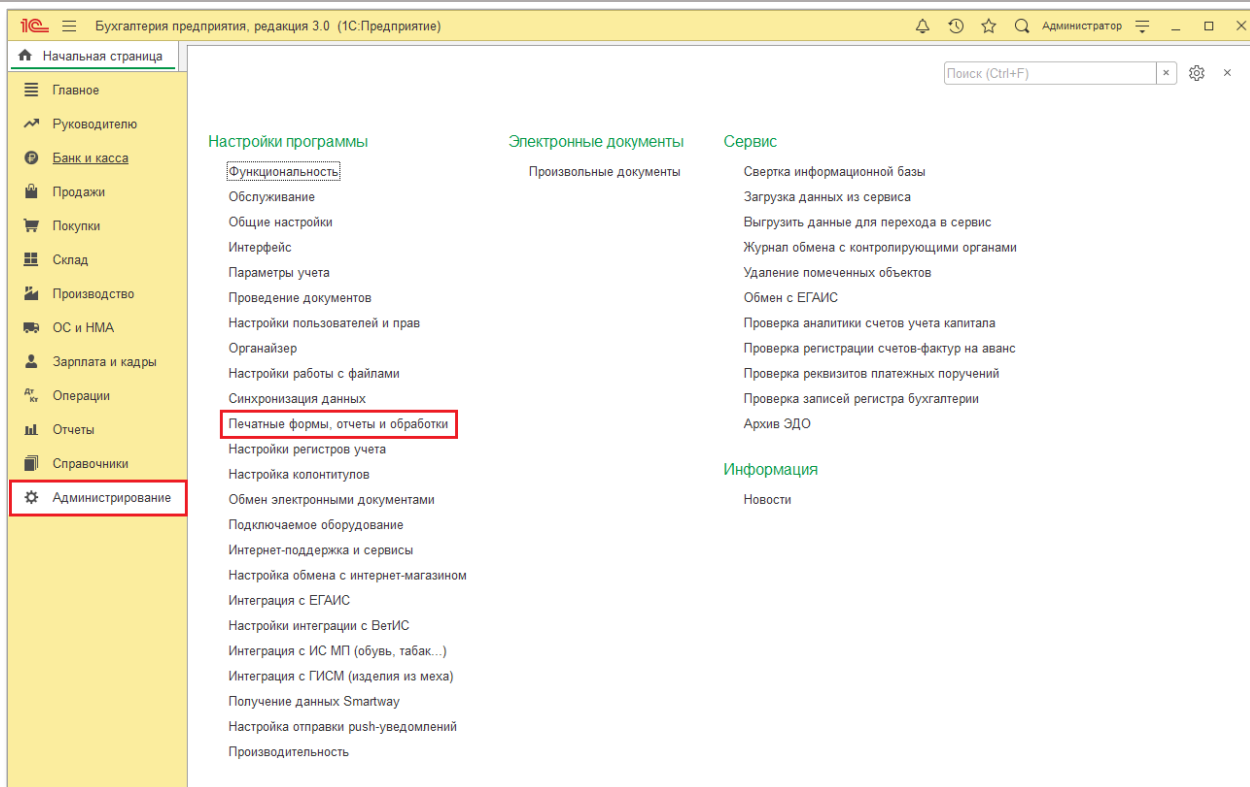 1С Бухгалтерия предприятия, редакция 3.0 (1С:Предприятие) Администратор
Начальная страница
Поиск (Ctrl+F)
Главное
Руководителю
Банк и касса
Продажи
Покупки
Склад
Производство
ОС и НМА
Зарплата и кадры
Дт Кт Операции
Отчеты
Справочники
Администрирование
Настройки программы
Функциональность
Обслуживание
Общие настройки
Интерфейс
Параметры учета
Проведение документов
Настройки пользователей и прав
Органайзер
Настройки работы с файлами
Синхронизация данных
Печатные формы, отчеты и обработки
Настройки регистров учета
Настройка колонтитулов
Обмен электронными документами
Подключаемое оборудование
Интернет-поддержка и сервисы
Настройка обмена с интернет-магазином
Интеграция с ЕГАИС
Настройки интеграции с ВетИС
Интеграция с ИС МП (обувь, табак...)
Интеграция с ГИСМ (изделия из меха)
Получение данных Smartway
Настройка отправки push-уведомлений
Производительность
Электронные документы
Произвольные документы
Сервис
Свертка информационной базы
Загрузка данных из сервиса
Выгрузить данные для перехода в сервис
Журнал обмена с контролирующими органами
Удаление помеченных объектов
Обмен с ЕГАИС
Проверка аналитики счетов учета капитала
Проверка регистрации счетов-фактур на аванс
Проверка реквизитов платежных поручений
Проверка записей регистра бухгалтерии
Архив ЭДО
Информация
Новости